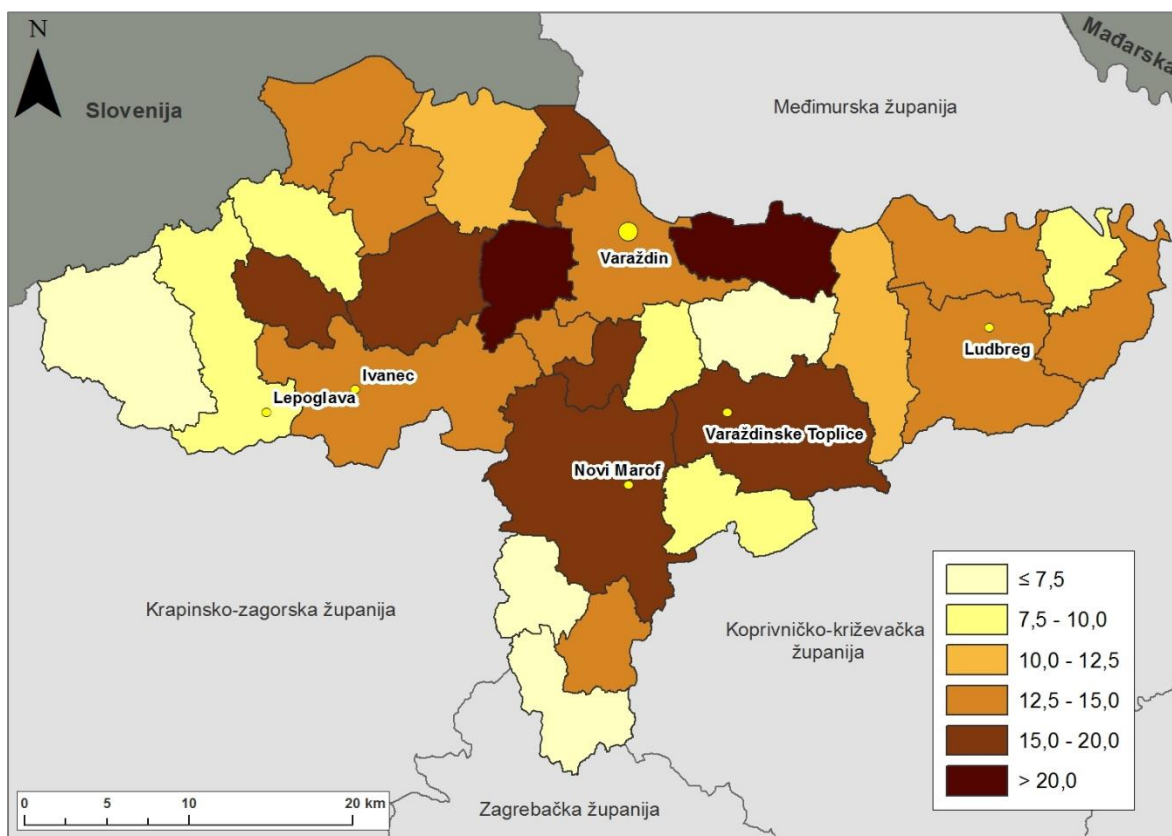 N
Slovenija
Mađarska
Međimurska županija
Varaždin
Ludbreg
Ivanec
Lepoglava
Varaždinske Toplice
Novi Marof
Krapinsko-zagorska županija
Koprivničko-križevačka
županija
Zagrebačka županija
≤ 7,5
7,5 - 10,0
10,0 - 12,5
12,5 - 15,0
15,0 - 20,0
> 20,0
0 5 10 20 km